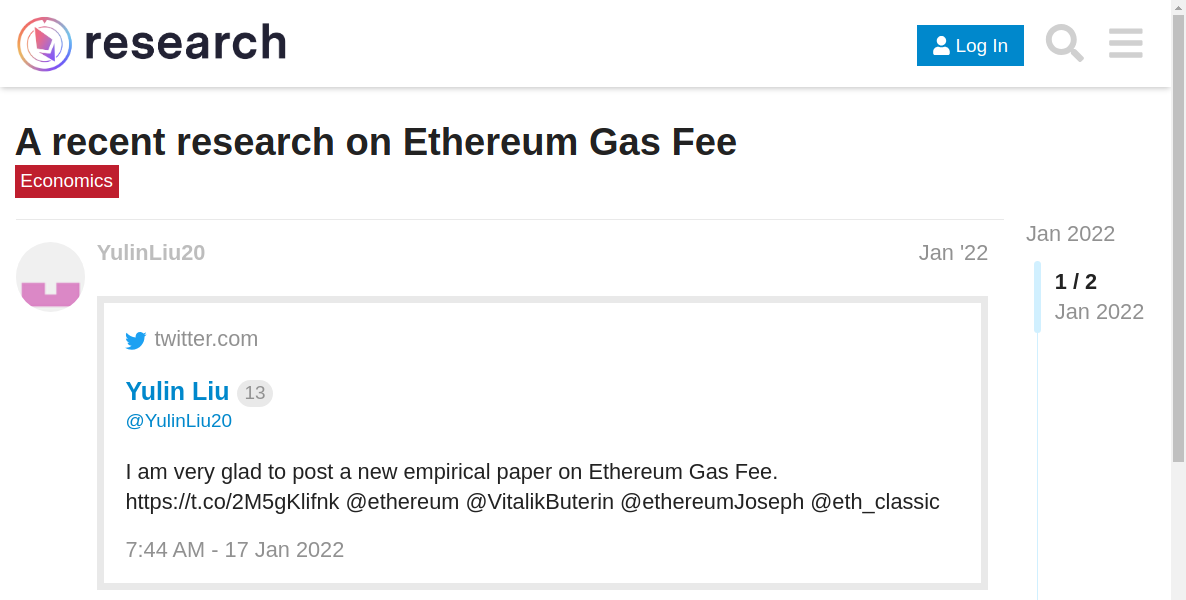 research
Log In
A recent research on Ethereum Gas Fee
Economics
YulinLiu20
Jan '22
Jan 2022
1 / 2
Jan 2022
twitter.com
Yulin Liu 13
@YulinLiu20
I am very glad to post a new empirical paper on Ethereum Gas Fee.
https://t.co/2M5gKlifnk @ethereum @VitalikButerin @ethereumJoseph @eth_classic
7:44 AM - 17 Jan 2022